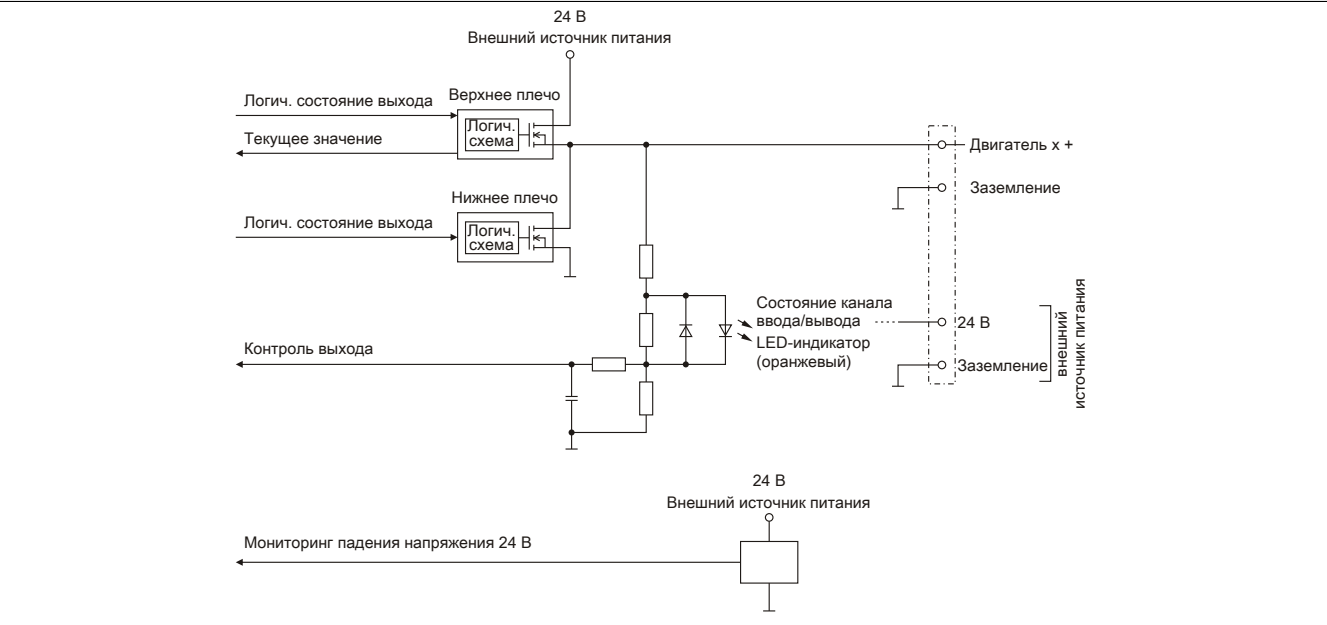 24 В
Внешний источник питания
Логич. состояние выхода
Верхнее плечо
Логич.
схема
Текущее значение
Двигатель x +
Заземление
Нижнее плечо
Логич. состояние выхода
Логич.
схема
Состояние канала
ввода/вывода
LED-индикатор
(оранжевый)
24 В
Заземление
внешний
источник питания
Контроль выхода
24 В
Внешний источник питания
Мониторинг падения напряжения 24 В